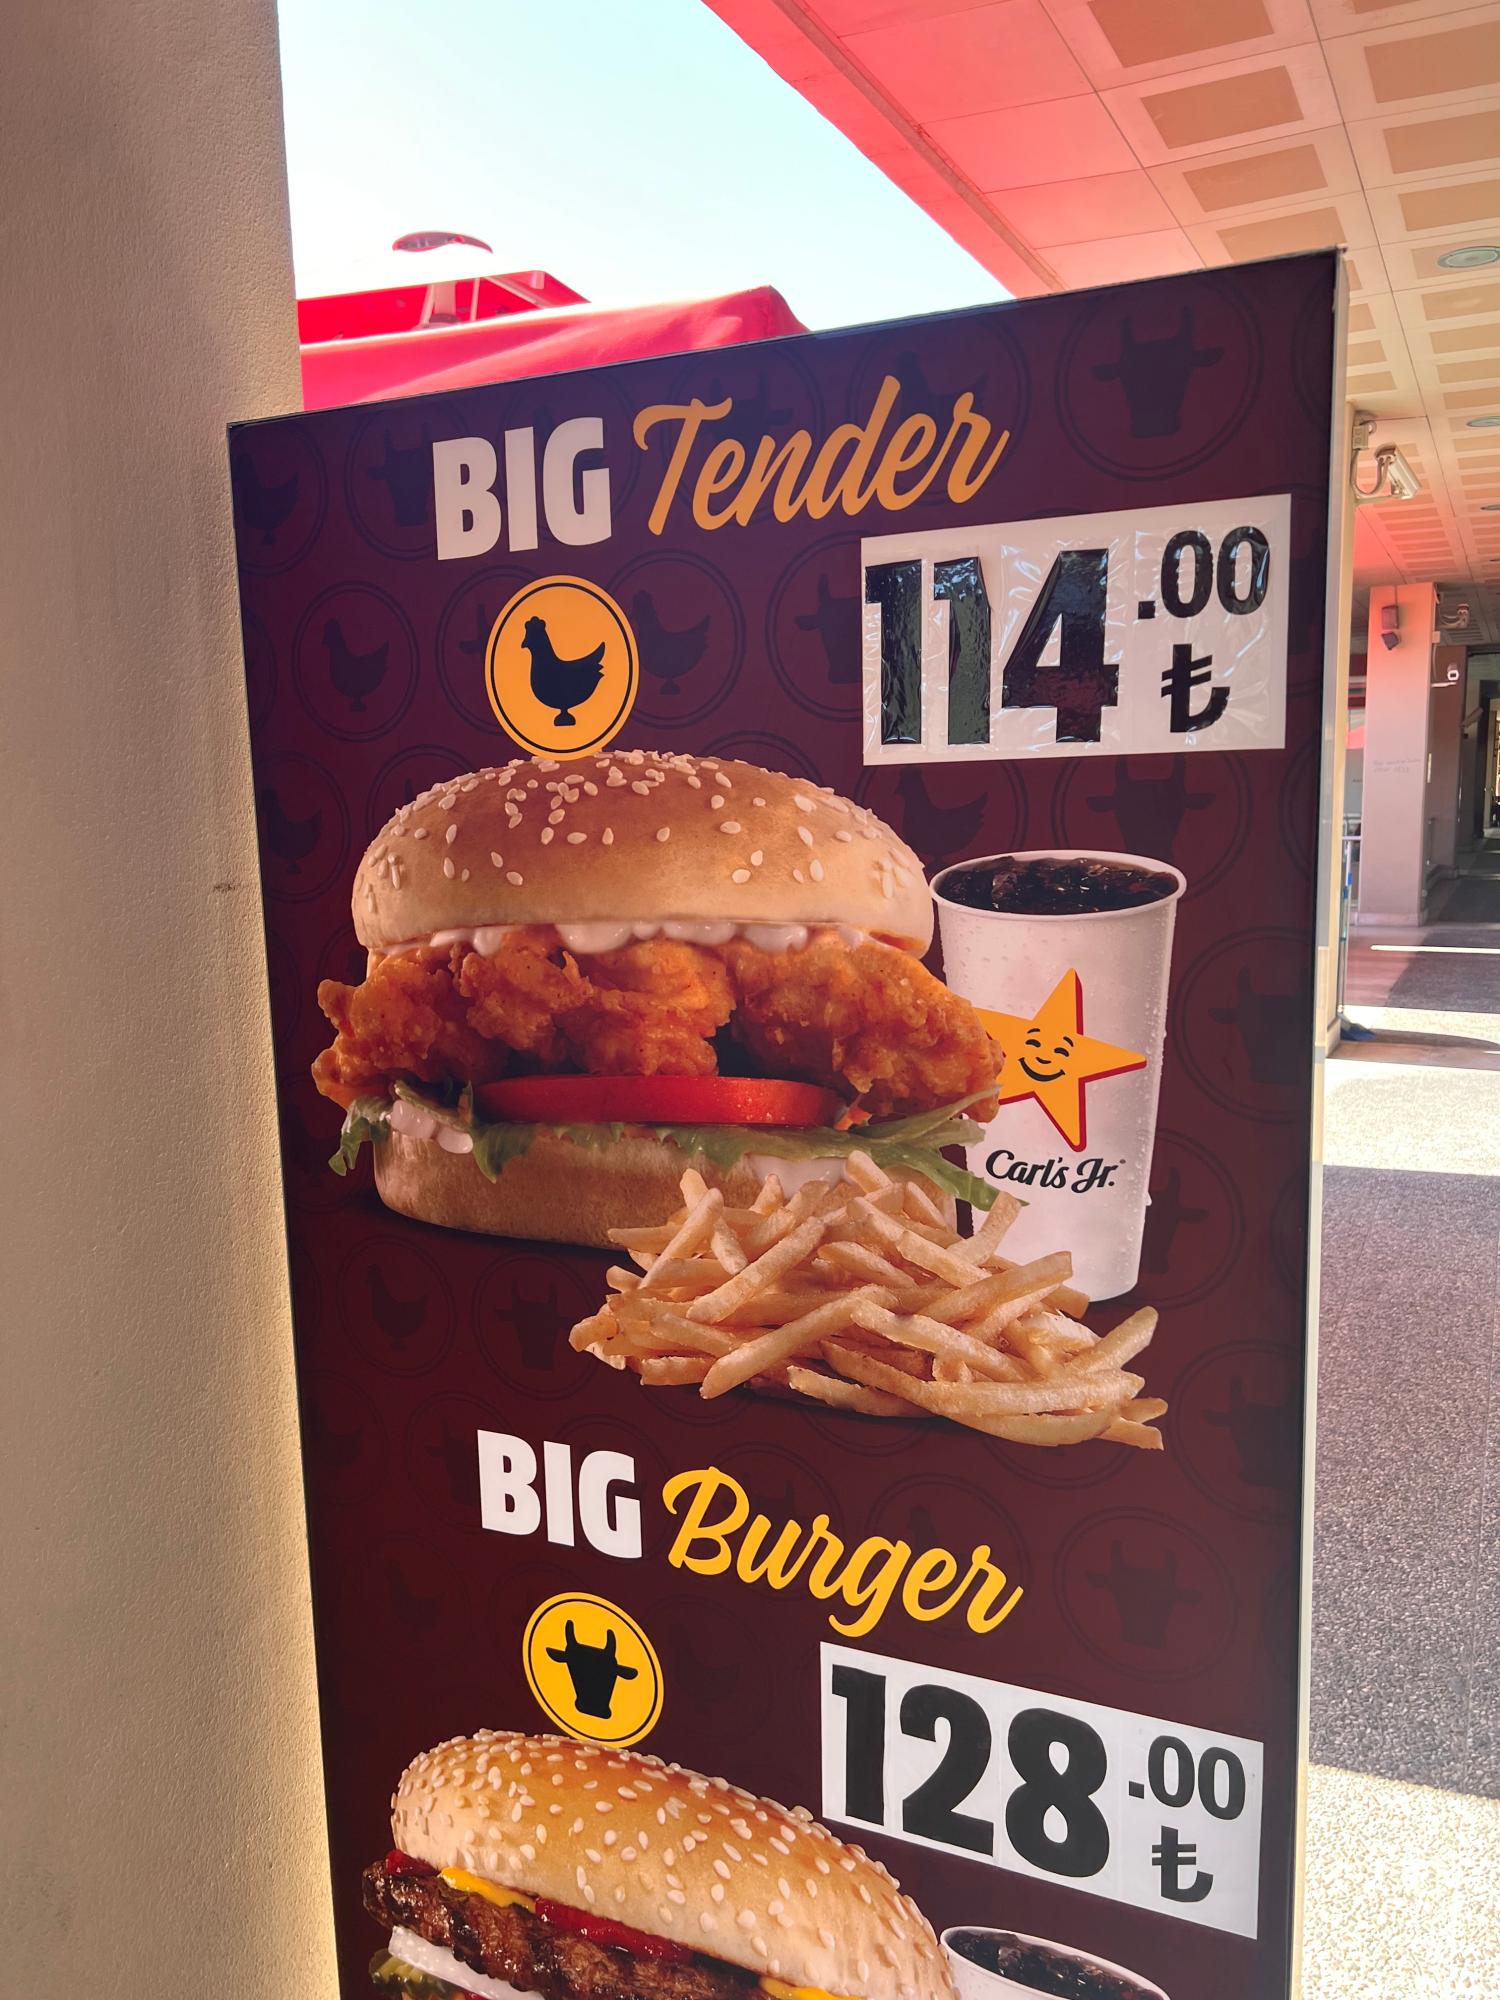 BIG Tender
114.00
₺
Carl's Jr.
BIG Burger
128.00
₺